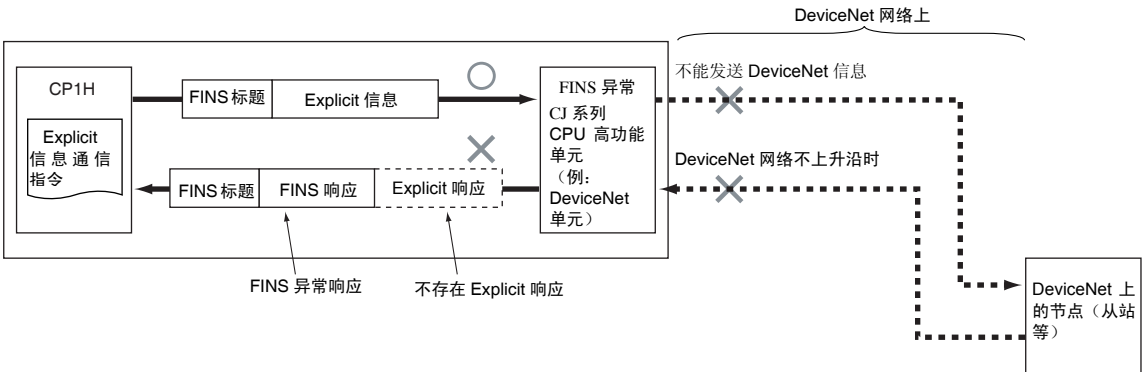 DeviceNet 网络上
CP1H
Explicit
信息通信
指令
FINS标题
Explicit 信息
FINS标题
FINS 响应
Explicit 响应
FINS 异常响应
不存在 Explicit 响应
FINS 异常
CJ 系列
CPU 高功能
单元
（例：
DeviceNet
单元）
不能发送 DeviceNet 信息
DeviceNet 网络不上升沿时
DeviceNet 上
的节点（从站
等）